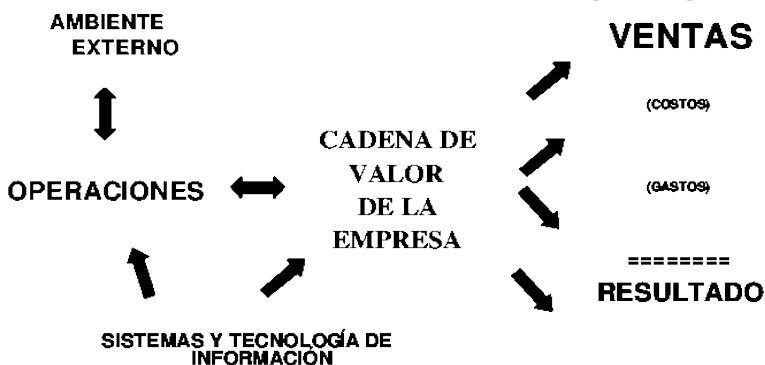 AMBIENTE
EXTERNO
OPERACIONES
CADENA DE
VALOR
DE LA
EMPRESA
SISTEMAS Y TECNOLOGÍA DE
INFORMACIÓN
VENTAS
(COSTOS)
(GASTOS)
========
RESULTADO